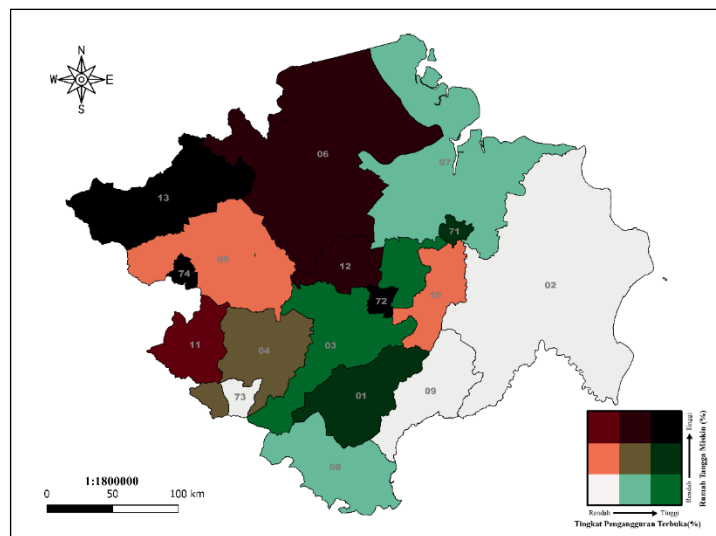 N
W E
S
06
07
13
71
05
02
12
74
72
10
11
04
03
01
09
73
08
1:1800000
0 50 100 km
Rendah Tinggi
Rumah Tangga Miskin (%)
Rendah Tinggi
Tingkat Pengangguran Terbuka(%)